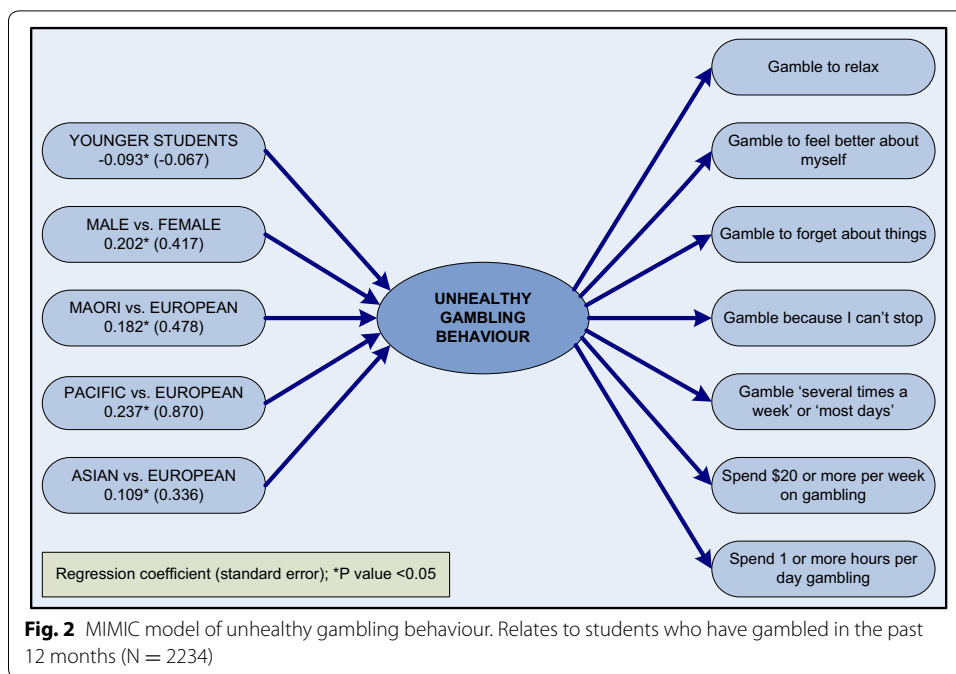 YOUNGER STUDENTS
-0.093* (-0.067)
MALE vs. FEMALE
0.202* (0.417)
MAORI vs. EUROPEAN
0.182* (0.478)
PACIFIC vs. EUROPEAN
0.237* (0.870)
ASIAN vs. EUROPEAN
0.109* (0.336)
UNHEALTHY
GAMBLING
BEHAVIOUR
Gamble to relax
Gamble to feel better about
myself
Gamble to forget about things
Gamble because I can’t stop
Gamble ‘several times a
week’ or ‘most days’
Spend $20 or more per week
on gambling
Spend 1 or more hours per
day gambling
Regression coefficient (standard error); *P value <0.05
Fig. 2 MIMIC model of unhealthy gambling behaviour. Relates to students who have gambled in the past
12 months (N = 2234)